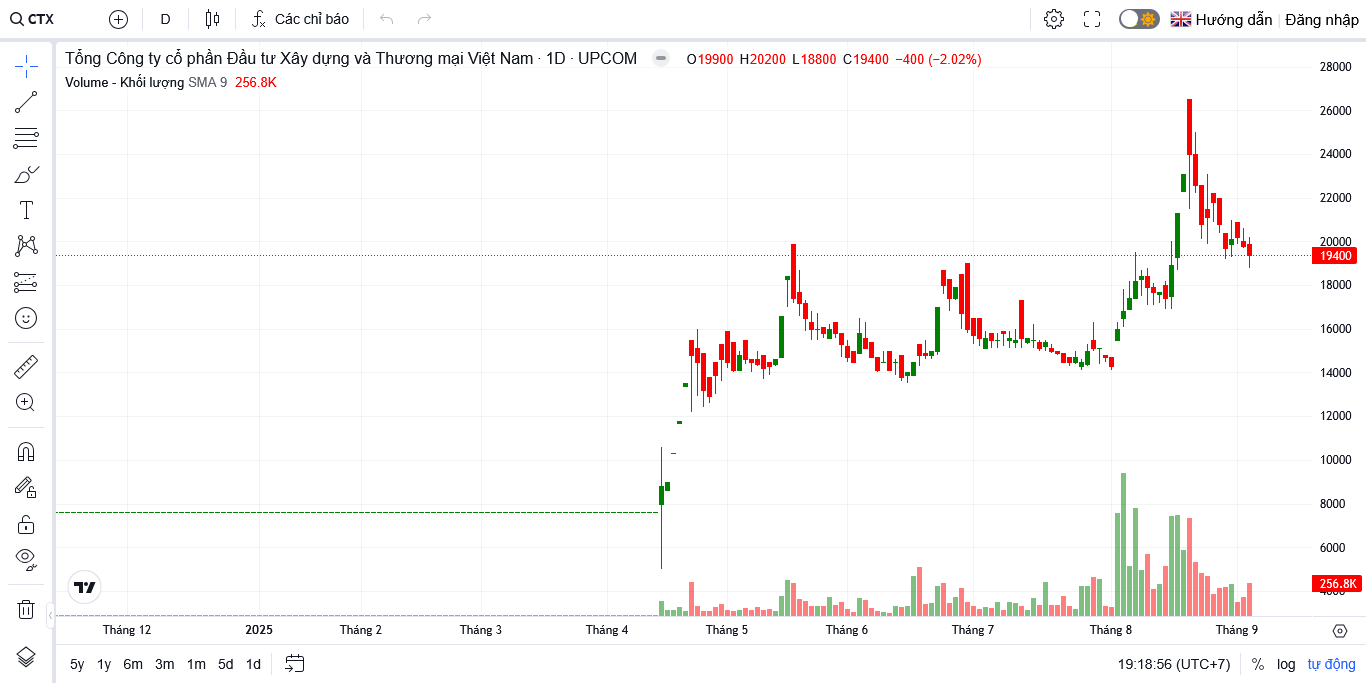 CTX D Các chỉ báo Hướng dẫn Đăng nhập
Tổng Công ty cổ phần Đầu tư Xây dựng và Thương mại Việt Nam · 1D · UPCOM O19900 H20200 L18800 C19400 −400 (−2.02%)
Volume - Khối lượng SMA 9 256.8K
28000
26000
24000
22000
20000
19400
18000
16000
14000
12000
10000
8000
6000
256.8K
4000
Tháng 12 2025 Tháng 2 Tháng 3 Tháng 4 Tháng 5 Tháng 6 Tháng 7 Tháng 8 Tháng 9
5y 1y 6m 3m 1m 5d 1d 19:18:56 (UTC+7) % log tự động